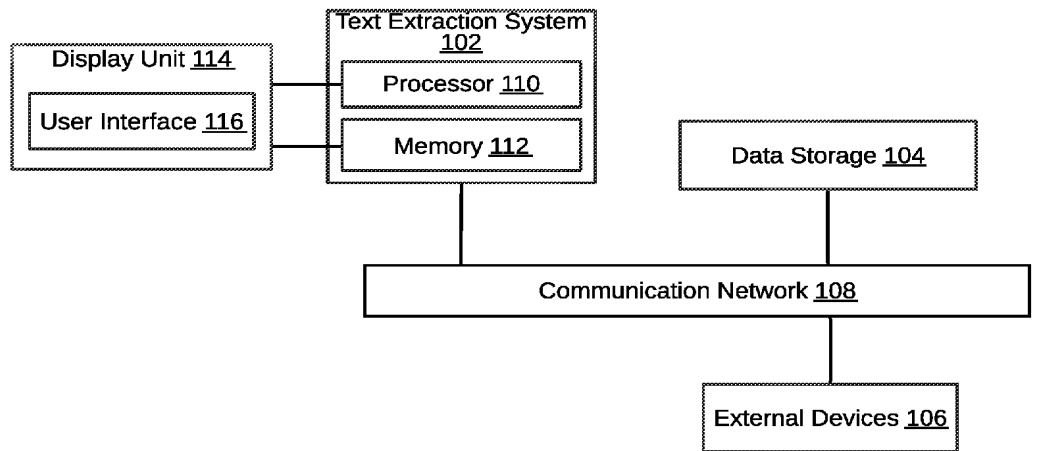 Text Extraction System
102
Display Unit 114
Processor 110
User Interface 116
Memory 112
Data Storage 104
Communication Network 108
External Devices 106